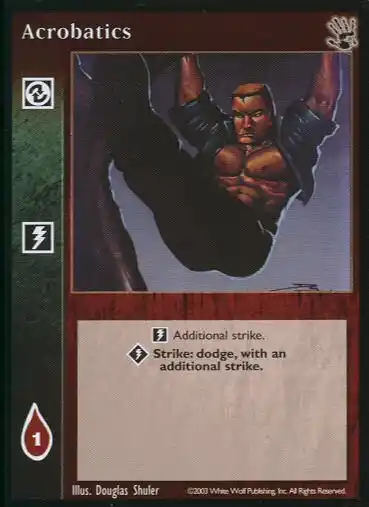 Acrobatics
Additional strike.
Strike: dodge, with an
additional strike.
1
Illus. Douglas Shuler
©2003 White Wolf Publishing, Inc. All Rights Reserved.